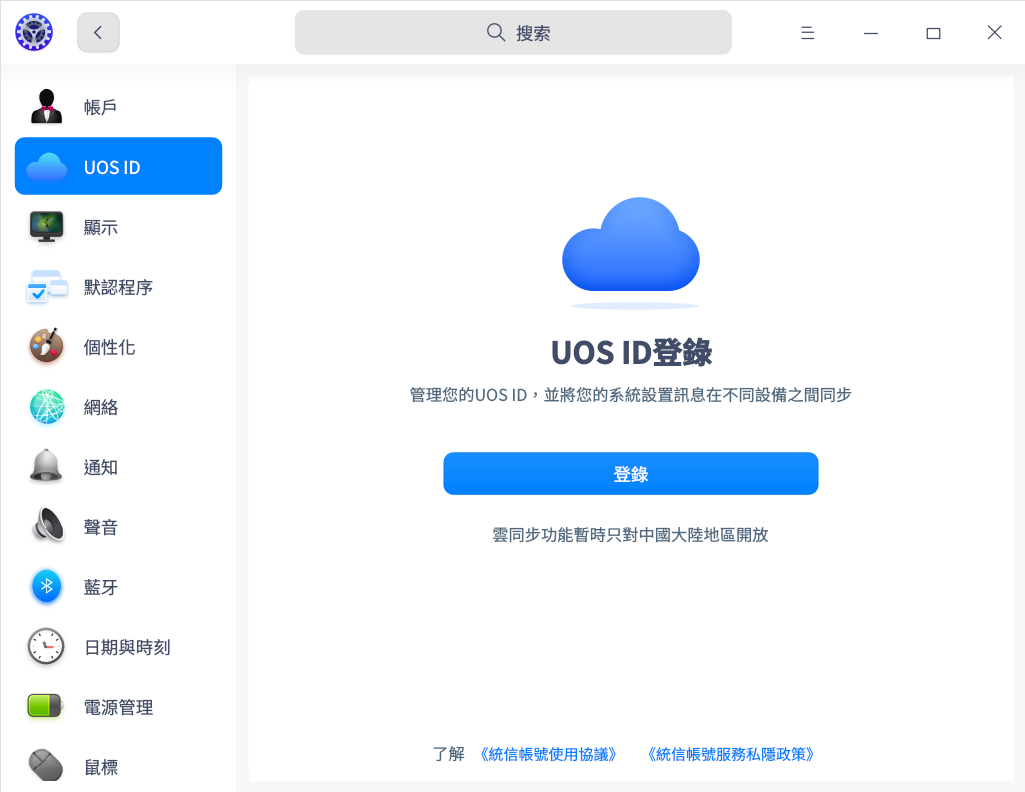 搜索
帳戶
UOS ID
顯示
默認程序
個性化
網絡
通知
聲音
藍牙
日期與時刻
電源管理
鼠標
UOS ID登錄
管理您的UOS ID，並將您的系統設置訊息在不同設備之間同步
登錄
雲同步功能暫時只對中國大陸地區開放
了解 《統信帳號使用協議》 《統信帳號服務私隱政策》